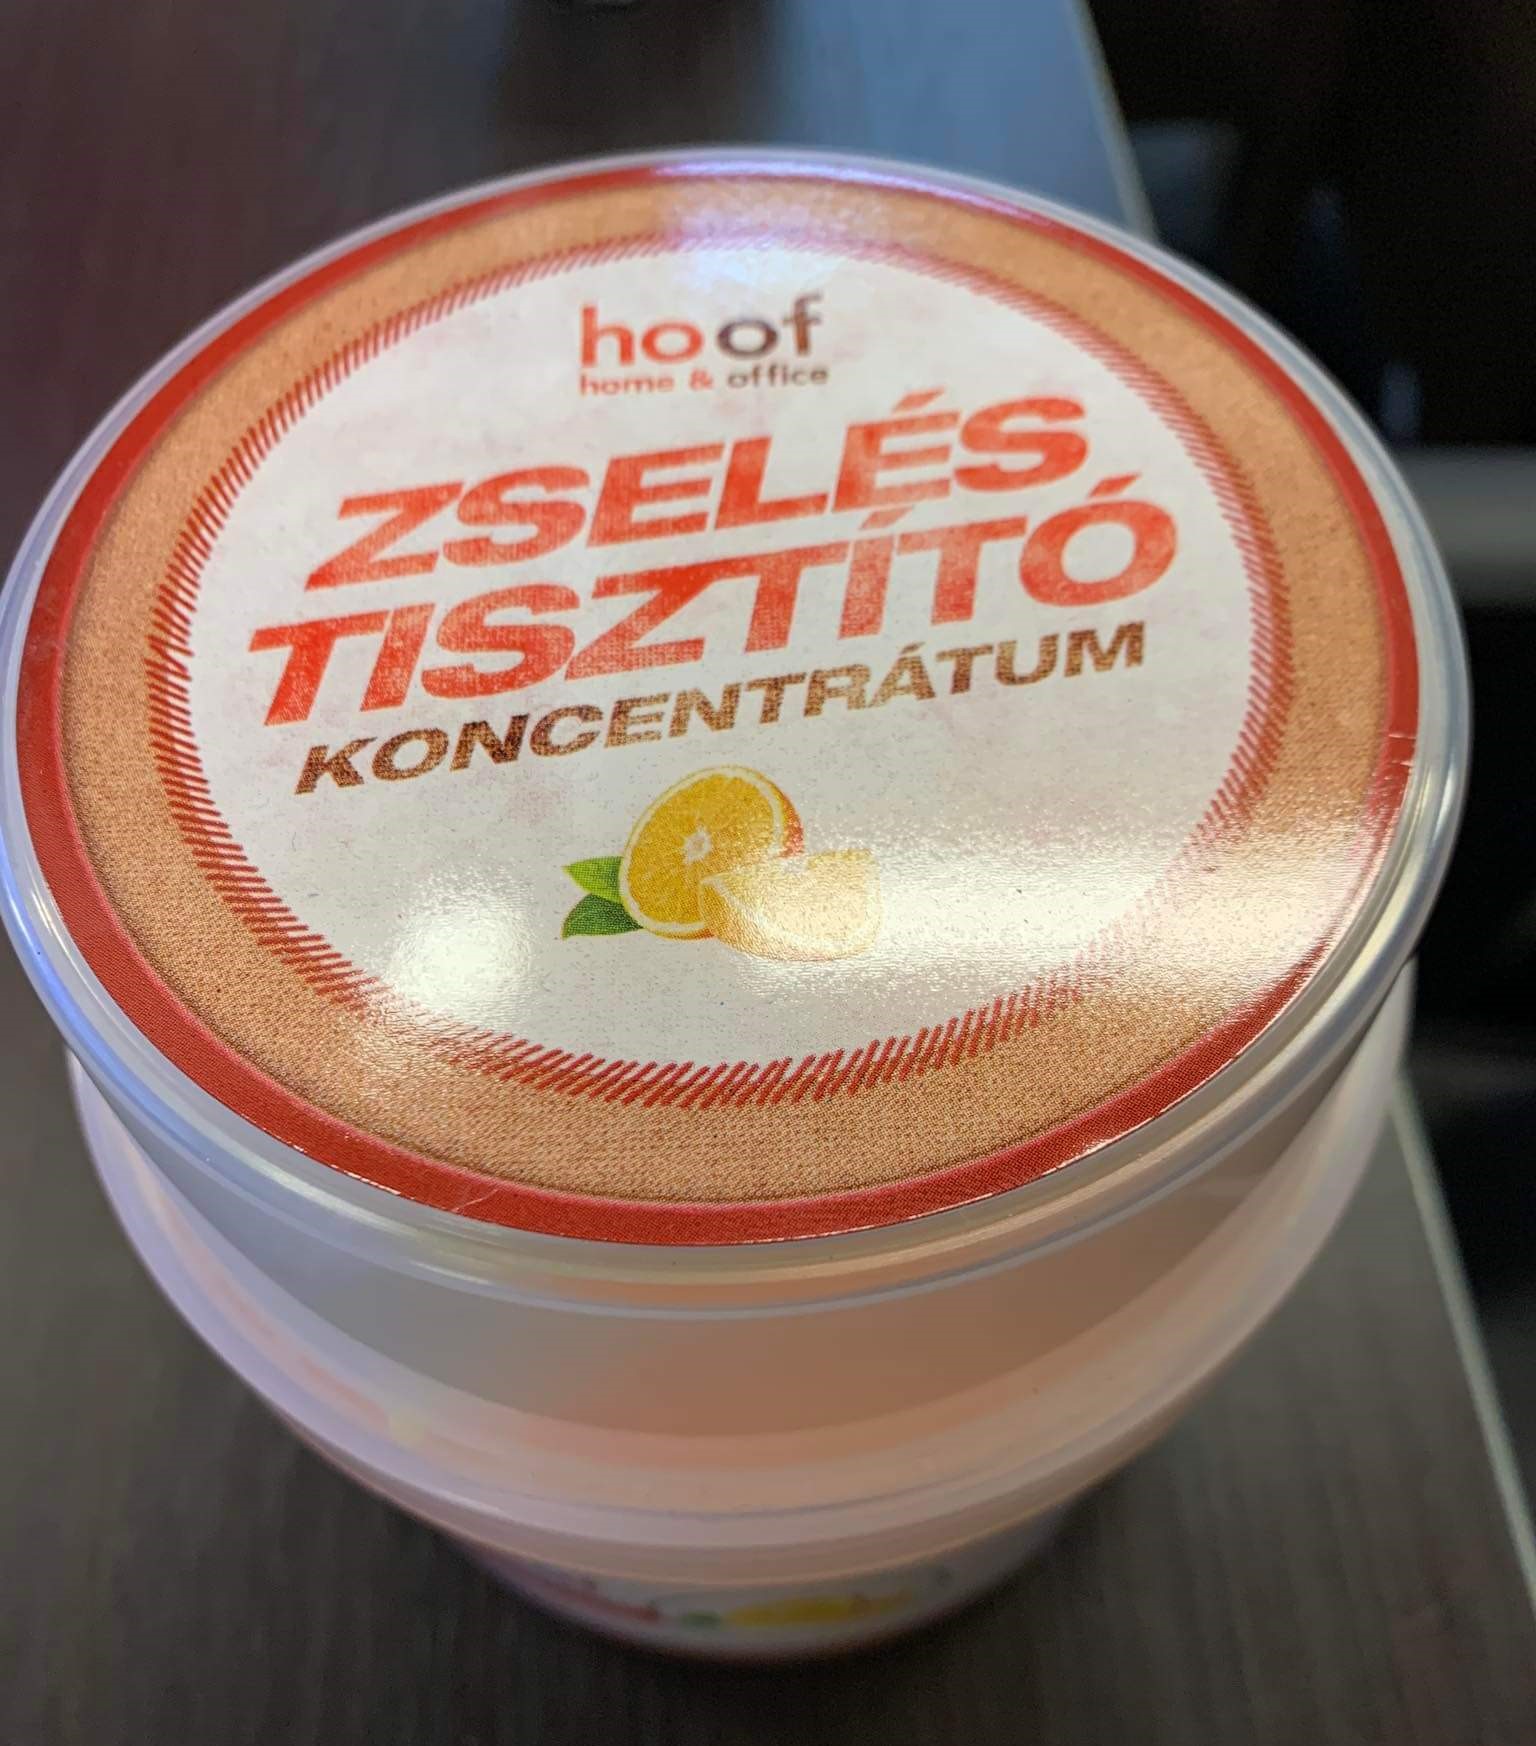 hoof
home & office
ZSELÉS
TISZTÍTÓ
KONCENTRÁTUM